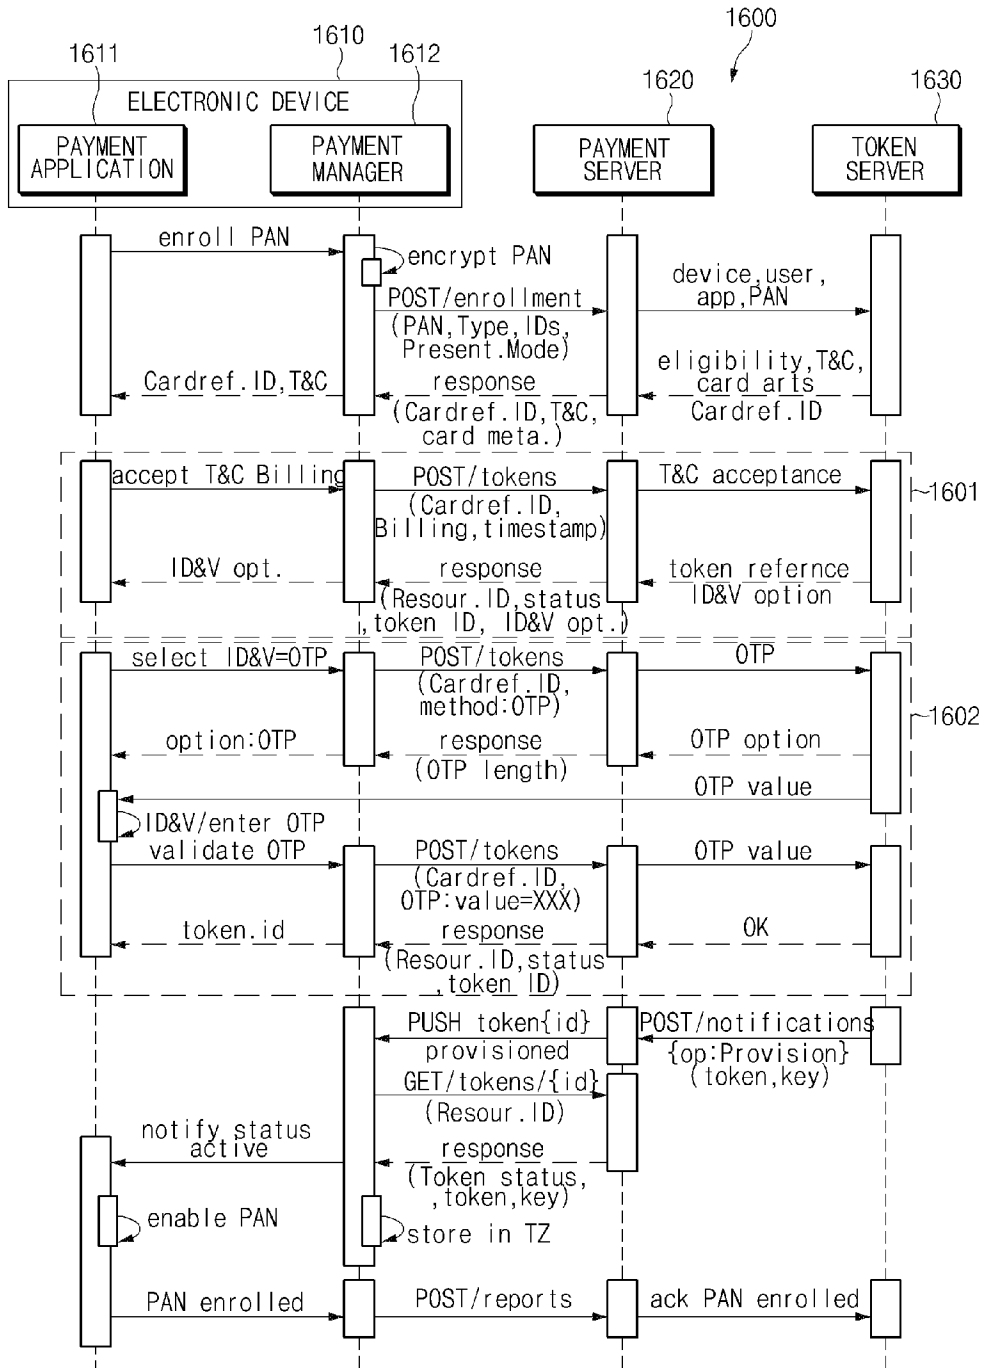 1600
1610
1611
1612
1620
1630
ELECTRONIC DEVICE
PAYMENT
APPLICATION
PAYMENT
MANAGER
PAYMENT
SERVER
TOKEN
SERVER
enroll PAN
encrypt PAN
POST/enrollment
(PAN,Type,IDs,
Present.Mode)
device,user,
app,PAN
eligibility,T&C,
card arts
Cardref.ID
response
(Cardref.ID,T&C,
card meta.)
Cardref.ID,T&C
accept T&C Billing
POST/tokens
(Cardref.ID,
Billing,timestamp)
T&C acceptance
1601
ID&V opt.
response
(Resour.ID,status
,token ID, ID&V opt.)
token refernce
ID&V option
select ID&V=OTP
POST/tokens
(Cardref.ID,
method:OTP)
OTP
1602
option:OTP
response
(OTP length)
OTP option
OTP value
ID&V/enter OTP
validate OTP
POST/tokens
(Cardref.ID,
OTP:value=XXX)
OTP value
token.id
response
(Resour.ID,status
,token ID)
OK
PUSH token{id}
provisioned
POST/notifications
{op:Provision}
(token,key)
GET/tokens/{id}
(Resour.ID)
notify status
active
response
(Token status,
,token,key)
enable PAN
store in TZ
PAN enrolled
POST/reports
ack PAN enrolled